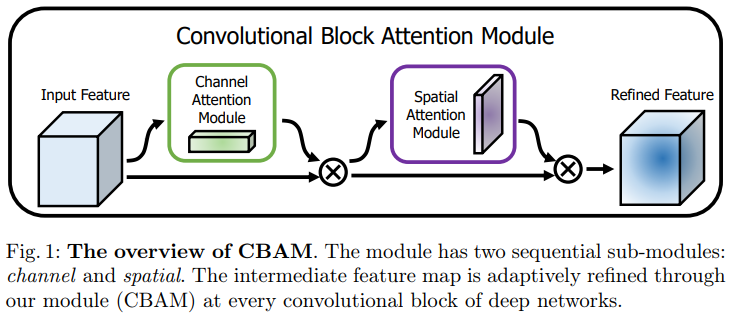 Convolutional Block Attention Module
Input Feature
Channel
Attention
Module
Spatial
Attention
Module
Refined Feature
Fig. 1: The overview of CBAM. The module has two sequential sub-modules:
channel and spatial. The intermediate feature map is adaptively refined through
our module (CBAM) at every convolutional block of deep networks.